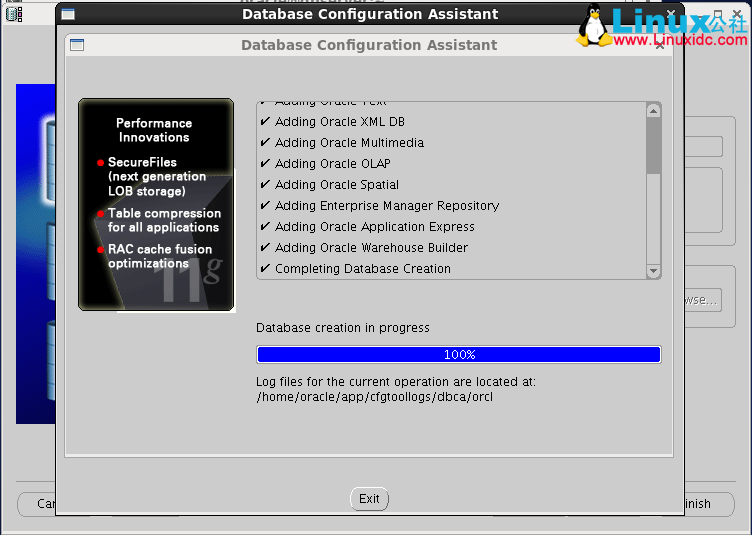 Database Configuration Assistant
Linux公社
www.Linuxidc.com
Database Configuration Assistant
Performance
Innovations
SecureFiles
(next generation
LOB storage)
Table compression
for all applications
RAC cache fusion
optimizations
11g
Adding Oracle Text
Adding Oracle XML DB
Adding Oracle Multimedia
Adding Oracle OLAP
Adding Oracle Spatial
Adding Enterprise Manager Repository
Adding Oracle Application Express
Adding Oracle Warehouse Builder
Completing Database Creation
Database creation in progress
100%
Log files for the current operation are located at:
/home/oracle/app/cfgtoollogs/dbca/orcl
wse...
Exit
Can
inish